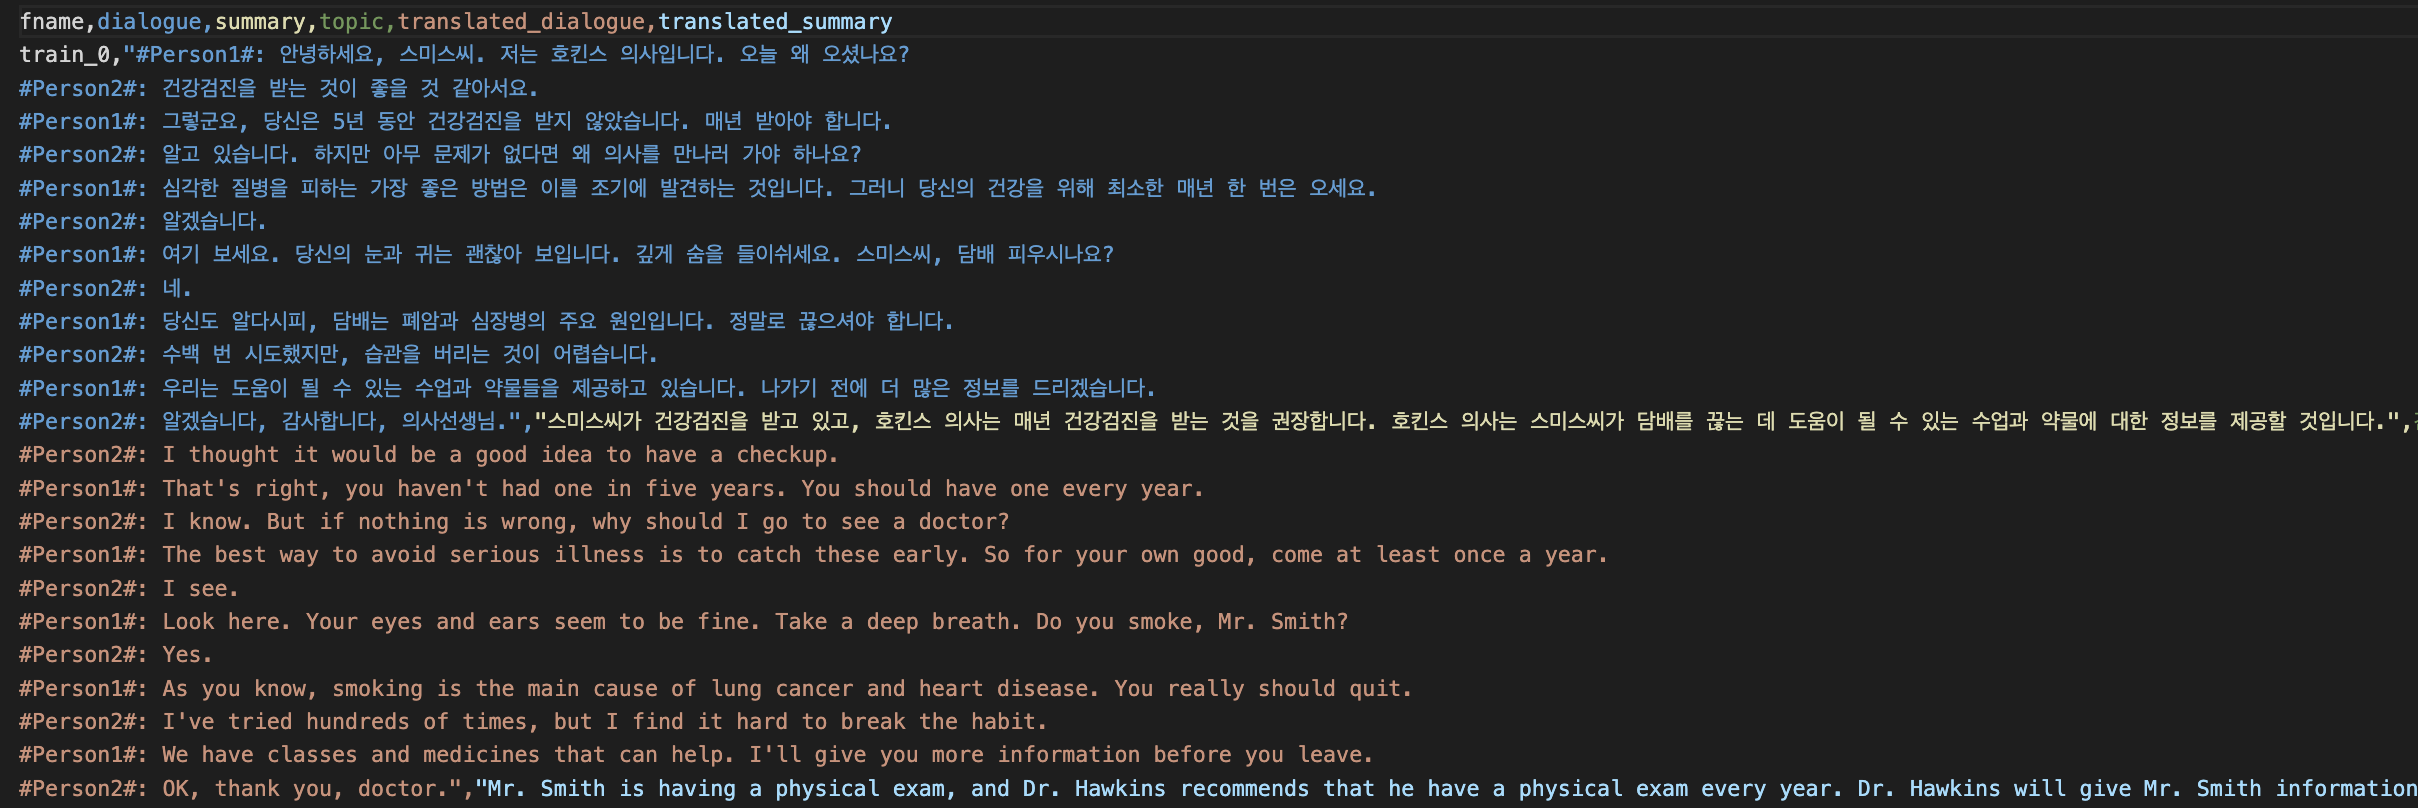 fname,dialogue,summary,topic,translated_dialogue,translated_summary
train_0,"#Person1#: 안녕하세요, 스미스씨. 저는 호킨스 의사입니다. 오늘 왜 오셨나요?
#Person2#: 건강검진을 받는 것이 좋을 것 같아서요.
#Person1#: 그렇군요, 당신은 5년 동안 건강검진을 받지 않았습니다. 매년 받아야 합니다.
#Person2#: 알고 있습니다. 하지만 아무 문제가 없다면 왜 의사를 만나러 가야 하나요?
#Person1#: 심각한 질병을 피하는 가장 좋은 방법은 이를 조기에 발견하는 것입니다. 그러니 당신의 건강을 위해 최소한 매년 한 번은 오세요.
#Person2#: 알겠습니다.
#Person1#: 여기 보세요. 당신의 눈과 귀는 괜찮아 보입니다. 깊게 숨을 들이쉬세요. 스미스씨, 담배 피우시나요?
#Person2#: 네.
#Person1#: 당신도 알다시피, 담배는 폐암과 심장병의 주요 원인입니다. 정말로 끊으셔야 합니다.
#Person2#: 수백 번 시도했지만, 습관을 버리는 것이 어렵습니다.
#Person1#: 우리는 도움이 될 수 있는 수업과 약물들을 제공하고 있습니다. 나가기 전에 더 많은 정보를 드리겠습니다.
#Person2#: 알겠습니다, 감사합니다, 의사선생님.","스미스씨가 건강검진을 받고 있고, 호킨스 의사는 매년 건강검진을 받는 것을 권장합니다. 호킨스 의사는 스미스씨가 담배를 끊는 데 도움이 될 수 있는 수업과 약물에 대한 정보를 제공할 것입니다.",
#Person2#: I thought it would be a good idea to have a checkup.
#Person1#: That's right, you haven't had one in five years. You should have one every year.
#Person2#: I know. But if nothing is wrong, why should I go to see a doctor?
#Person1#: The best way to avoid serious illness is to catch these early. So for your own good, come at least once a year.
#Person2#: I see.
#Person1#: Look here. Your eyes and ears seem to be fine. Take a deep breath. Do you smoke, Mr. Smith?
#Person2#: Yes.
#Person1#: As you know, smoking is the main cause of lung cancer and heart disease. You really should quit.
#Person2#: I've tried hundreds of times, but I find it hard to break the habit.
#Person1#: We have classes and medicines that can help. I'll give you more information before you leave.
#Person2#: OK, thank you, doctor.","Mr. Smith is having a physical exam, and Dr. Hawkins recommends that he have a physical exam every year. Dr. Hawkins will give Mr. Smith information